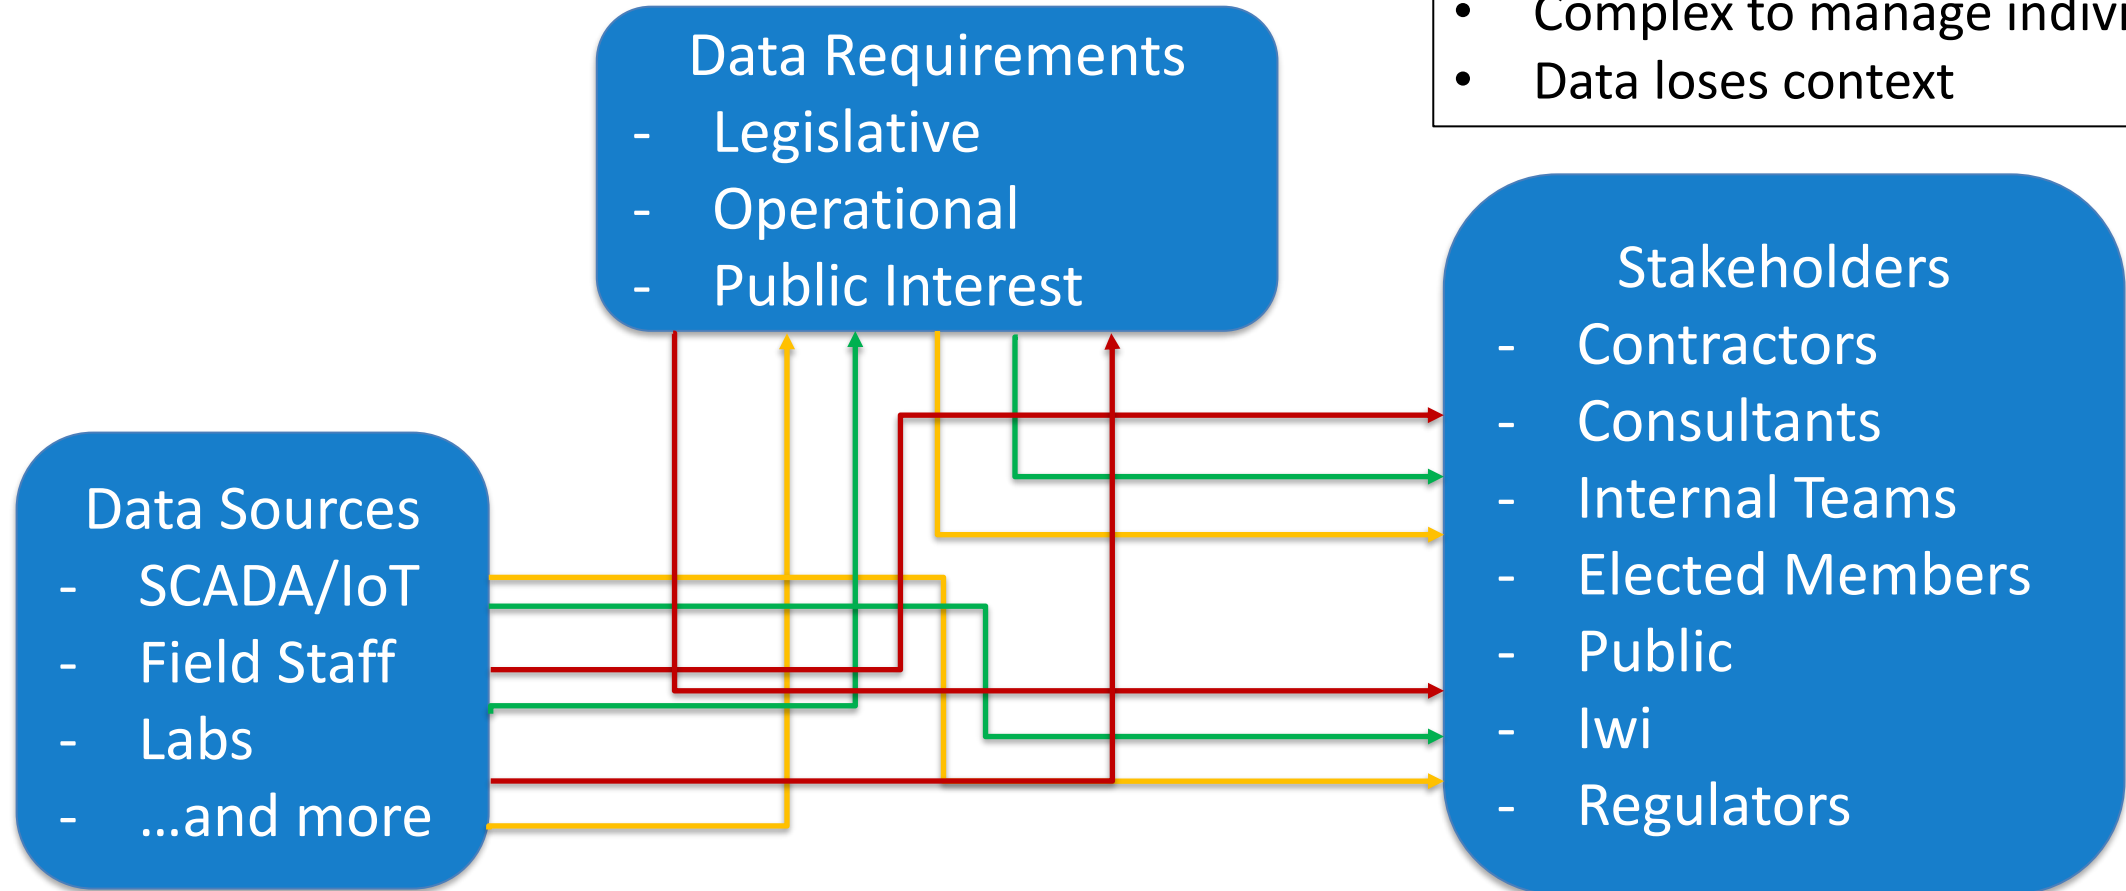 • Complex to manage
• Data loses context
Data Requirements
- Legislative
- Operational
- Public Interest
Stakeholders
- Contractors
- Consultants
- Internal Teams
- Elected Members
- Public
- Iwi
- Regulators
Data Sources
- SCADA/IoT
- Field Staff
- Labs
- ...and more